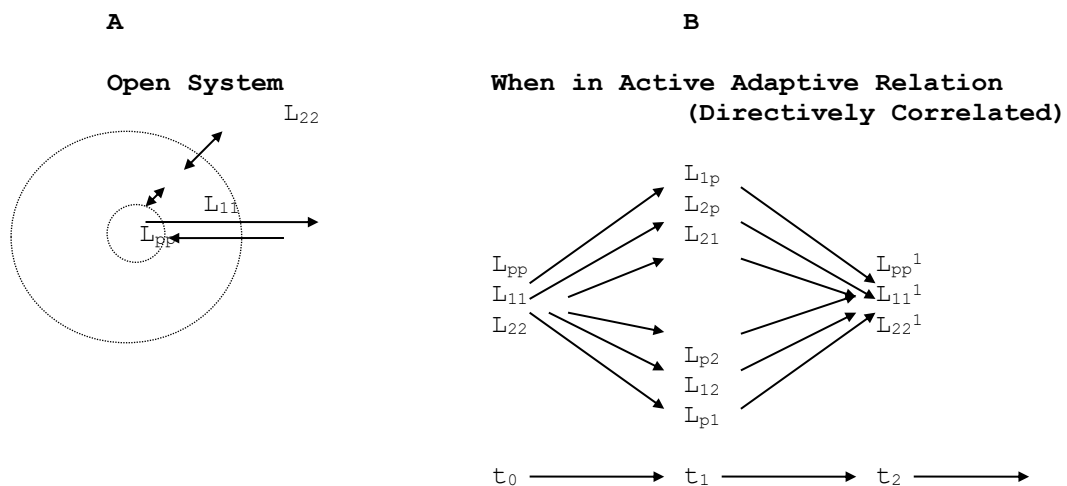 A
B
Open System
When in Active Adaptive Relation
(Directively Correlated)
L₂₂
L₁₁
Lₚₚ
L₁ₚ
L₂ₚ
L₂₁
Lₚₚ
L₁₁
L₂₂
Lₚₚ¹
L₁₁¹
L₂₂¹
Lₚ₂
L₁₂
Lₚ₁
t₀
t₁
t₂